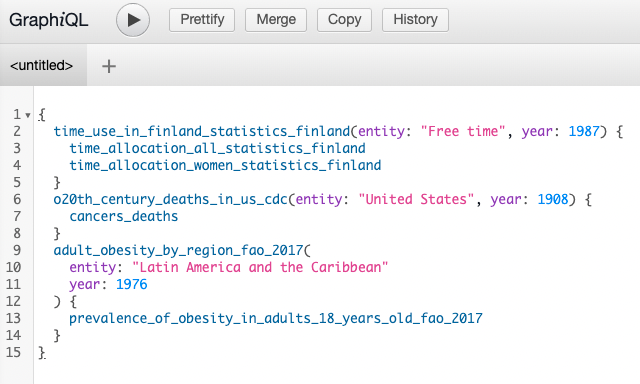 GraphiQL Prettify Merge Copy History
<untitled> +
1 {
2 time_use_in_finland_statistics_finland(entity: "Free time", year: 1987) {
3 time_allocation_all_statistics_finland
4 time_allocation_women_statistics_finland
5 }
6 o20th_century_deaths_in_us_cdc(entity: "United States", year: 1908) {
7 cancers_deaths
8 }
9 adult_obesity_by_region_fao_2017(
10 entity: "Latin America and the Caribbean"
11 year: 1976
12 ) {
13 prevalence_of_obesity_in_adults_18_years_old_fao_2017
14 }
15 }